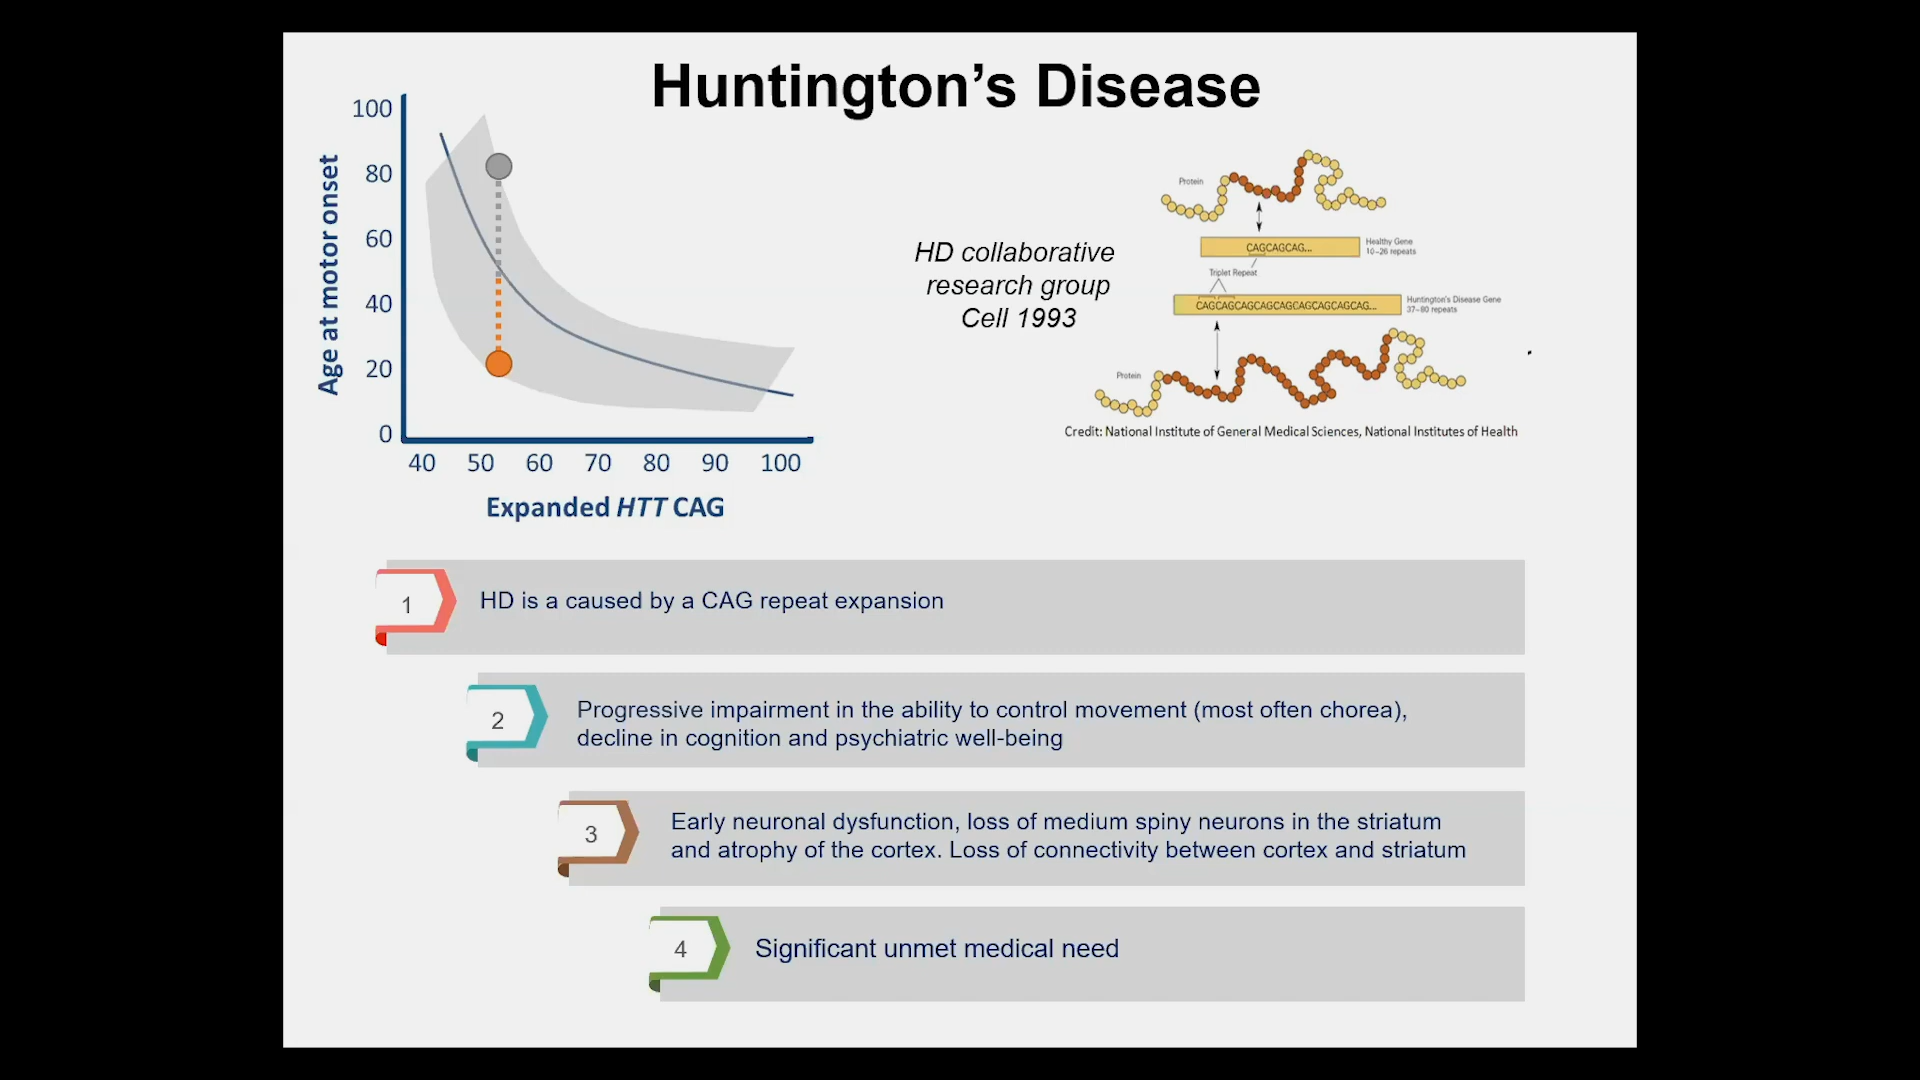 Huntington's Disease
100
80
60
40
20
0
Age at motor onset
40 50 60 70 80 90 100
Expanded HTT CAG
HD collaborative
research group
Cell 1993
Protein
CAGCAGCAG...
Healthy Gene
10–26 repeats
Triplet Repeat
CAGCAGCAGCAGCAGCAGCAGCAGCAG...
Huntington's Disease Gene
37–80 repeats
Protein
Credit: National Institute of General Medical Sciences, National Institutes of Health
1
HD is a caused by a CAG repeat expansion
2
Progressive impairment in the ability to control movement (most often chorea),
decline in cognition and psychiatric well-being
3
Early neuronal dysfunction, loss of medium spiny neurons in the striatum
and atrophy of the cortex. Loss of connectivity between cortex and striatum
4
Significant unmet medical need